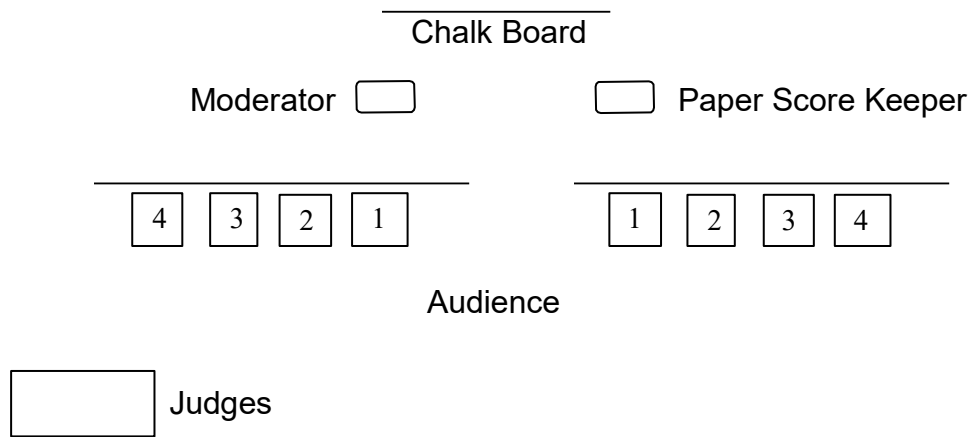 Chalk Board
Moderator Paper Score Keeper
4 3 2 1 1 2 3 4
Audience
Judges